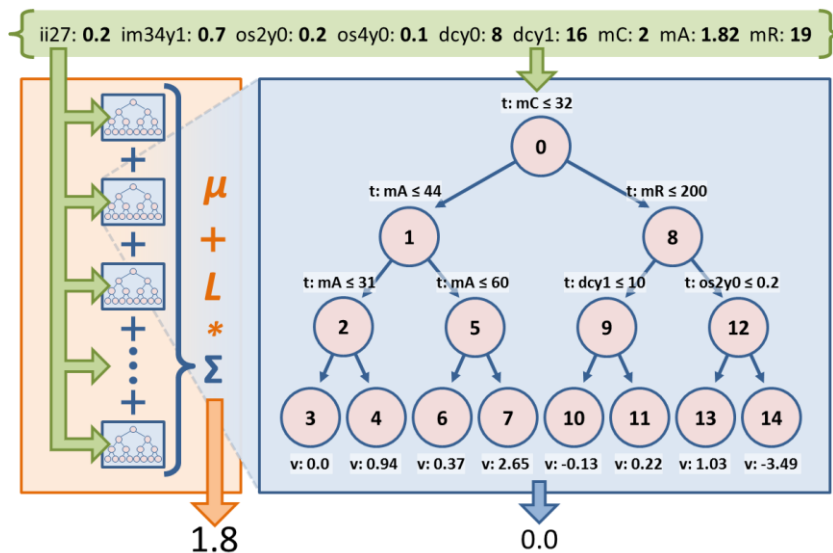 ii27: 0.2 im34y1: 0.7 os2y0: 0.2 os4y0: 0.1 dcy0: 8 dcy1: 16 mC: 2 mA: 1.82 mR: 19
t: mC ≤ 32
0
t: mA ≤ 44
t: mR ≤ 200
1
8
t: mA ≤ 31
t: mA ≤ 60
t: dcy1 ≤ 10
t: os2y0 ≤ 0.2
2
5
9
12
3
4
6
7
10
11
13
14
v: 0.0
v: 0.94
v: 0.37
v: 2.65
v: -0.13
v: 0.22
v: 1.03
v: -3.49
+
+
+
+
μ
+
L
*
Σ
1.8
0.0